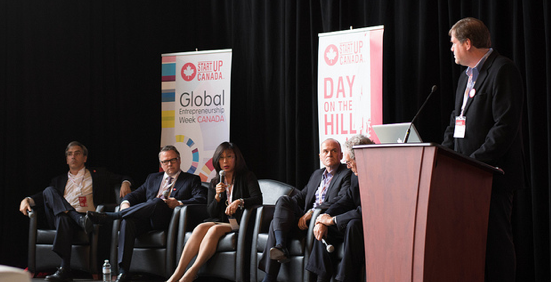 START UP
CANADA
Global
Entrepreneurship
Week CANADA
START UP
CANADA
DAY
ON THE
HILL